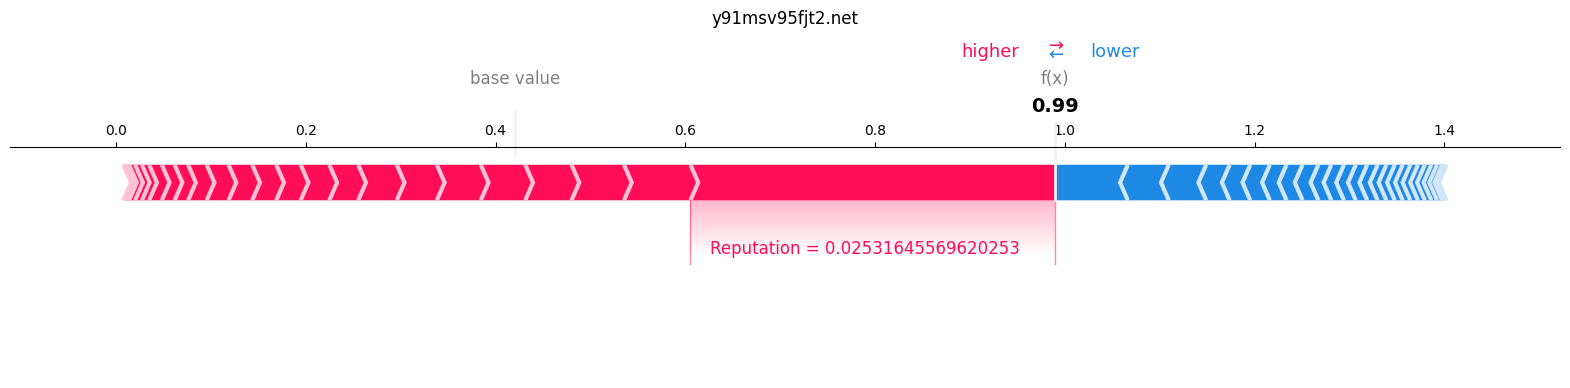 y91msv95fjt2.net
higher ⇄ lower
base value f(x)
0.99
0.0 0.2 0.4 0.6 0.8 1.0 1.2 1.4
Reputation = 0.02531645569620253